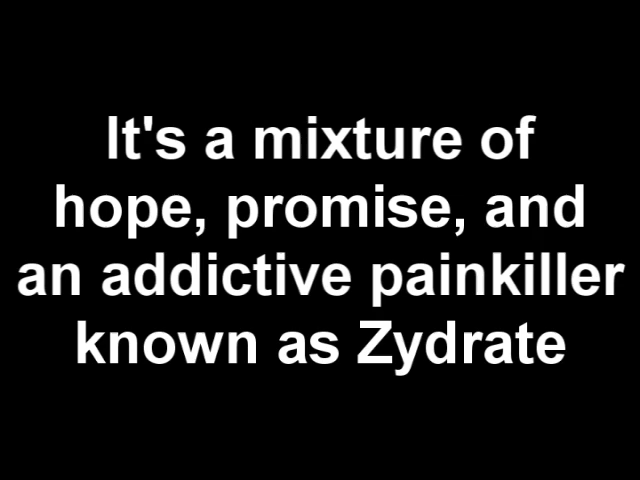 It's a mixture of
hope, promise, and
an addictive painkiller
known as Zydrate